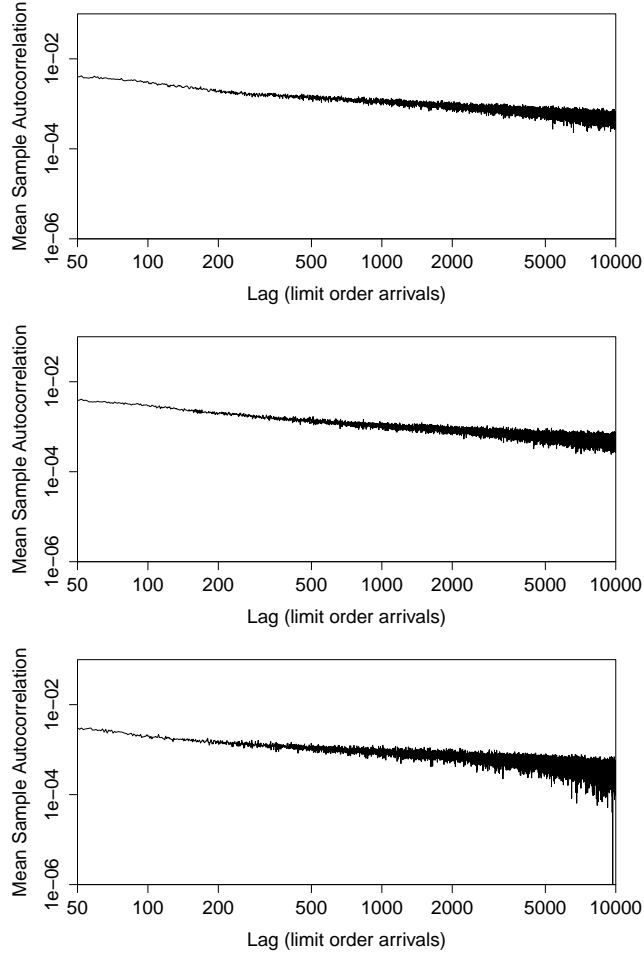 Mean Sample Autocorrelation
1e-02
1e-04
1e-06
50 100 200 500 1000 2000 5000 10000
Lag (limit order arrivals)
Mean Sample Autocorrelation
1e-02
1e-04
1e-06
50 100 200 500 1000 2000 5000 10000
Lag (limit order arrivals)
Mean Sample Autocorrelation
1e-02
1e-04
1e-06
50 100 200 500 1000 2000 5000 10000
Lag (limit order arrivals)